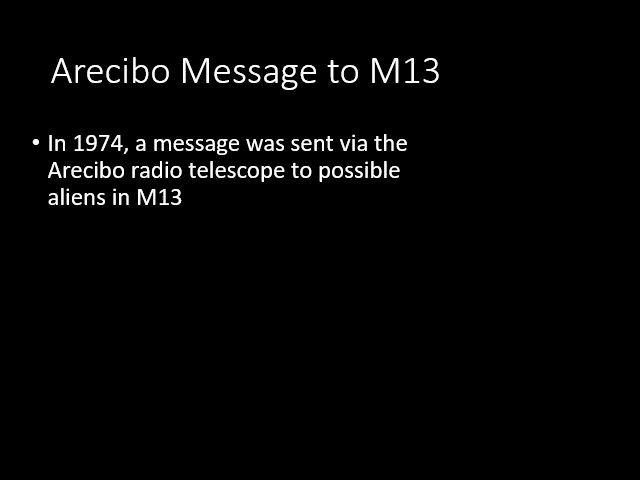 Arecibo Message to M13
• In 1974, a message was sent via the
Arecibo radio telescope to possible
aliens in M13